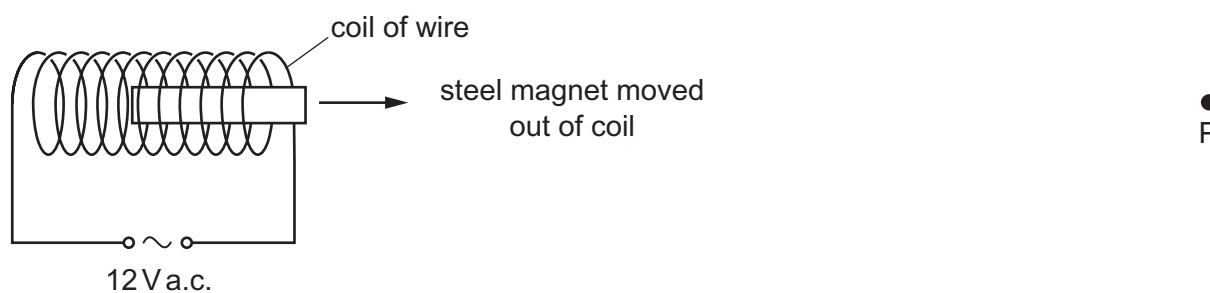 coil of wire
steel magnet moved
out of coil
P
12 V a.c.